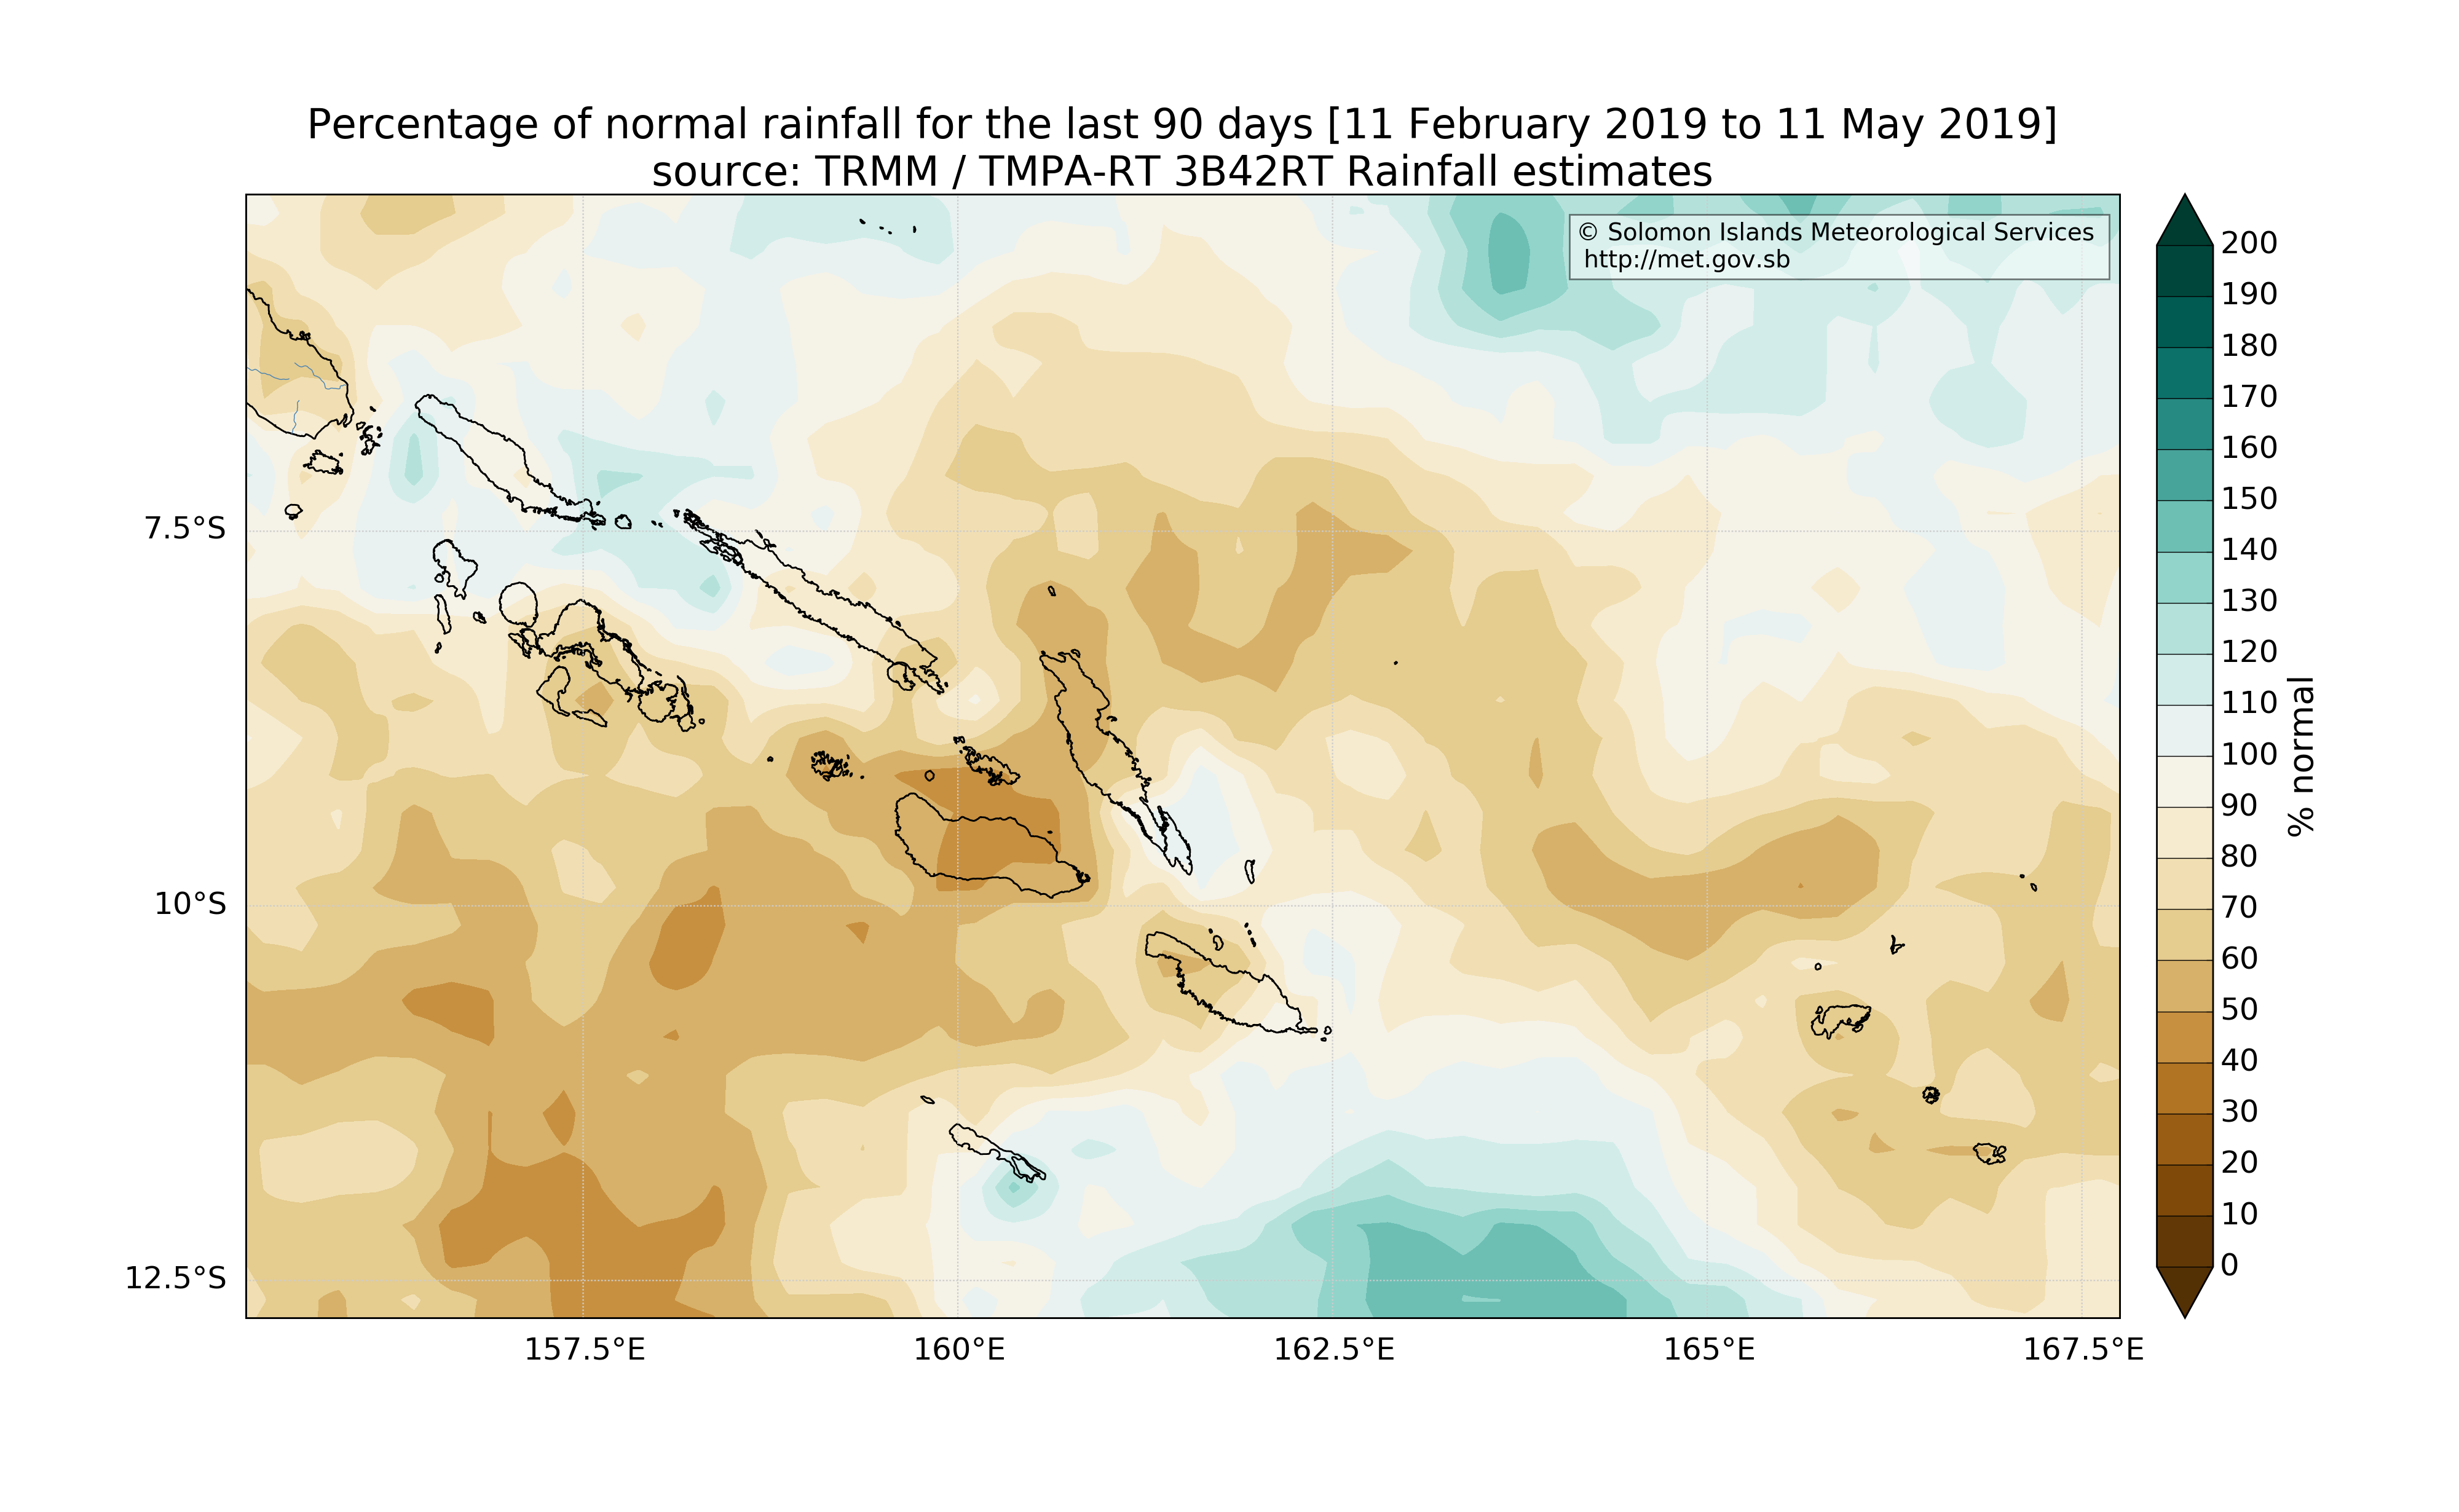 Percentage of normal rainfall for the last 90 days [11 February 2019 to 11 May 2019]
source: TRMM / TMPA-RT 3B42RT Rainfall estimates
© Solomon Islands Meteorological Services
http://met.gov.sb
7.5°S
10°S
12.5°S
157.5°E
160°E
162.5°E
165°E
167.5°E
200
190
180
170
160
150
140
130
120
110
100
90
80
70
60
50
40
30
20
10
0
% normal